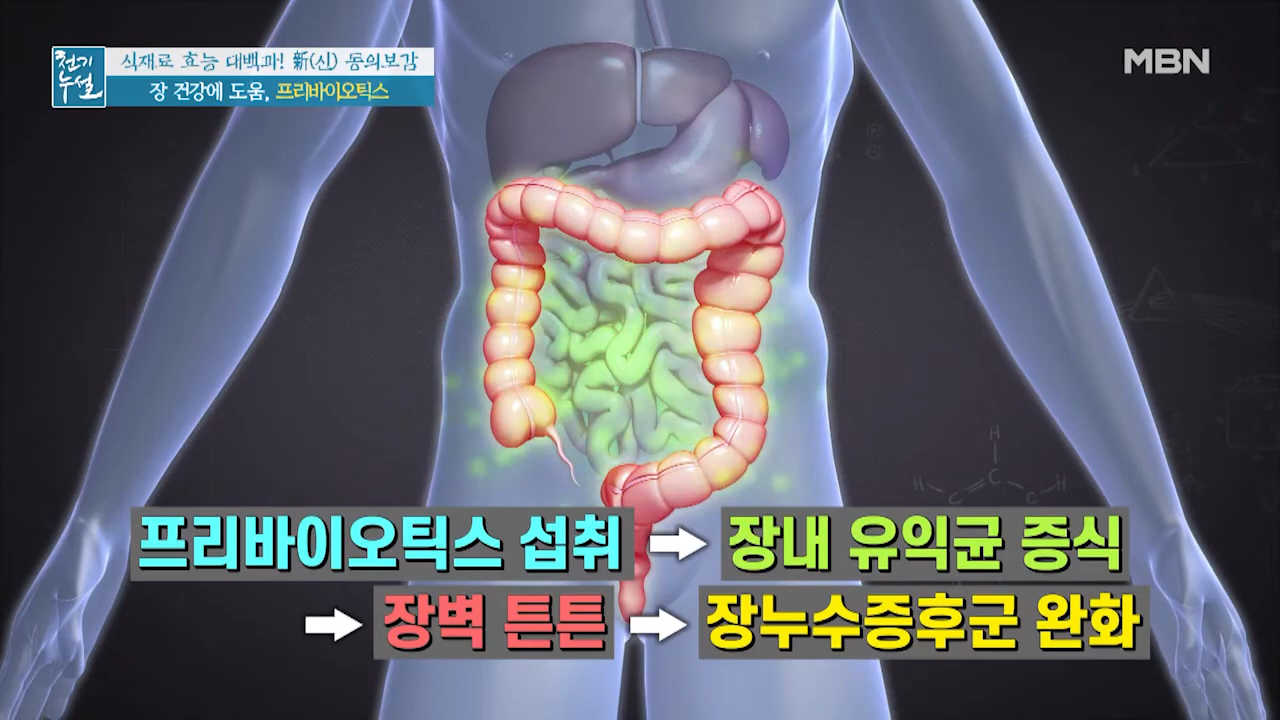 천기누설
식재료 효능 대백과! 新(신) 동의보감
장 건강에 도움, 프리바이오틱스
MBN
프리바이오틱스 섭취 → 장내 유익균 증식
→ 장벽 튼튼 → 장누수증후군 완화
H
H C C C H